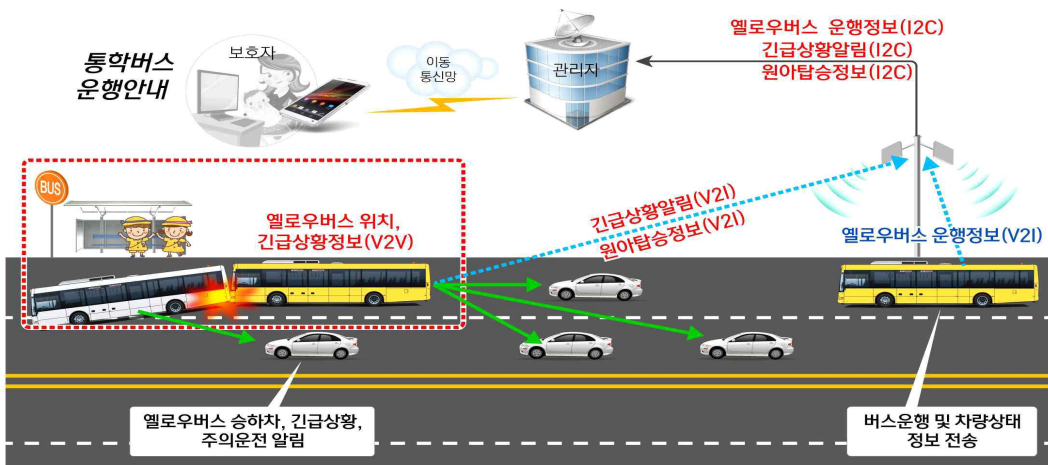 통학버스
운행안내
보호자
이동
통신망
관리자
옐로우버스 운행정보(I2C)
긴급상황알림(I2C)
원아탑승정보(I2C)
BUS
옐로우버스 위치,
긴급상황정보(V2V)
긴급상황알림(V2I)
원아탑승정보(V2I)
옐로우버스 운행정보(V2I)
옐로우버스 승하차, 긴급상황,
주의운전 알림
버스운행 및 차량상태
정보 전송